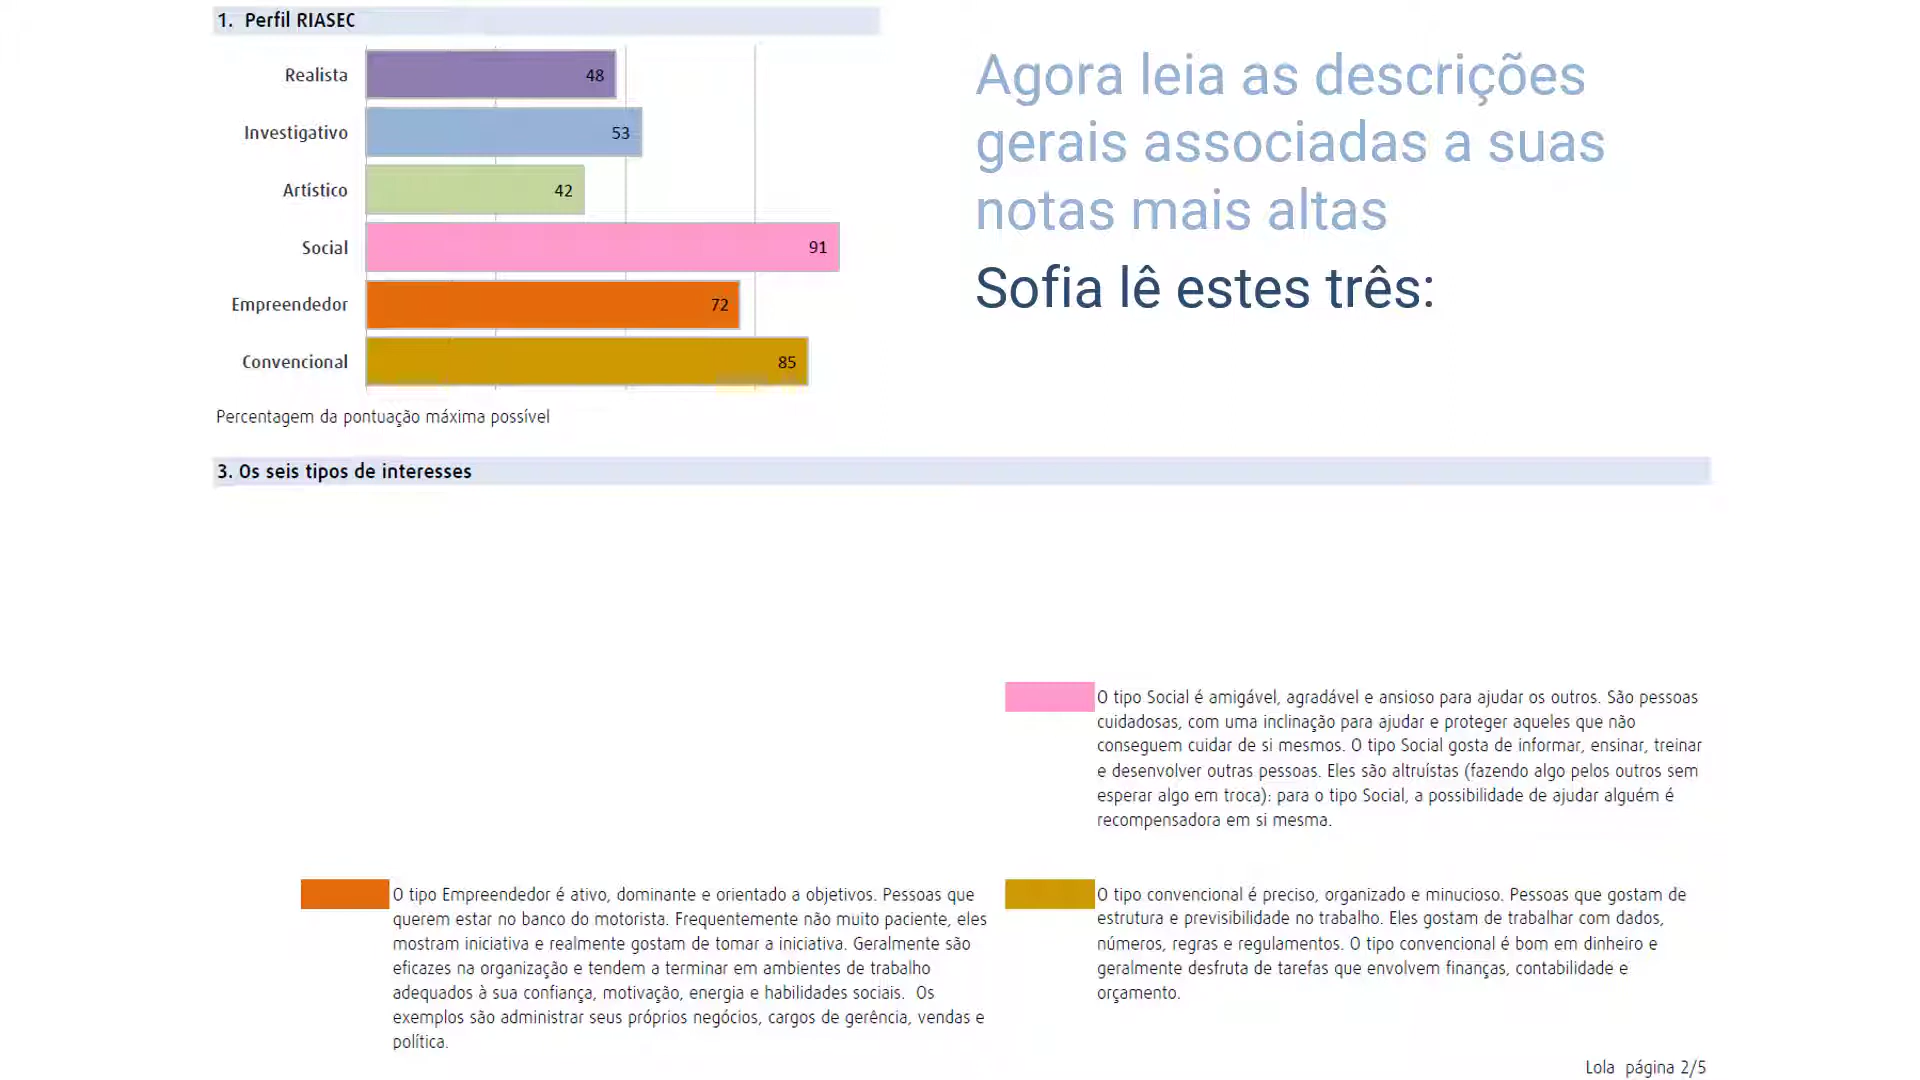 1. Perfil RIASEC
Realista 48
Investigativo 53
Artístico 42
Social 91
Empreendedor 72
Convencional 85
Percentagem da pontuação máxima possível
Agora leia as descrições
gerais associadas a suas
notas mais altas
Sofia lê estes três:
3. Os seis tipos de interesses
O tipo Social é amigável, agradável e ansioso para ajudar os outros. São pessoas
cuidadosas, com uma inclinação para ajudar e proteger aqueles que não
conseguem cuidar de si mesmos. O tipo Social gosta de informar, ensinar, treinar
e desenvolver outras pessoas. Eles são altruístas (fazendo algo pelos outros sem
esperar algo em troca): para o tipo Social, a possibilidade de ajudar alguém é
recompensadora em si mesma.
O tipo Empreendedor é ativo, dominante e orientado a objetivos. Pessoas que
querem estar no banco do motorista. Frequentemente não muito paciente, eles
mostram iniciativa e realmente gostam de tomar a iniciativa. Geralmente são
eficazes na organização e tendem a terminar em ambientes de trabalho
adequados à sua confiança, motivação, energia e habilidades sociais. Os
exemplos são administrar seus próprios negócios, cargos de gerência, vendas e
política.
O tipo convencional é preciso, organizado e minucioso. Pessoas que gostam de
estrutura e previsibilidade no trabalho. Eles gostam de trabalhar com dados,
números, regras e regulamentos. O tipo convencional é bom em dinheiro e
geralmente desfruta de tarefas que envolvem finanças, contabilidade e
orçamento.
Lola página 2/5